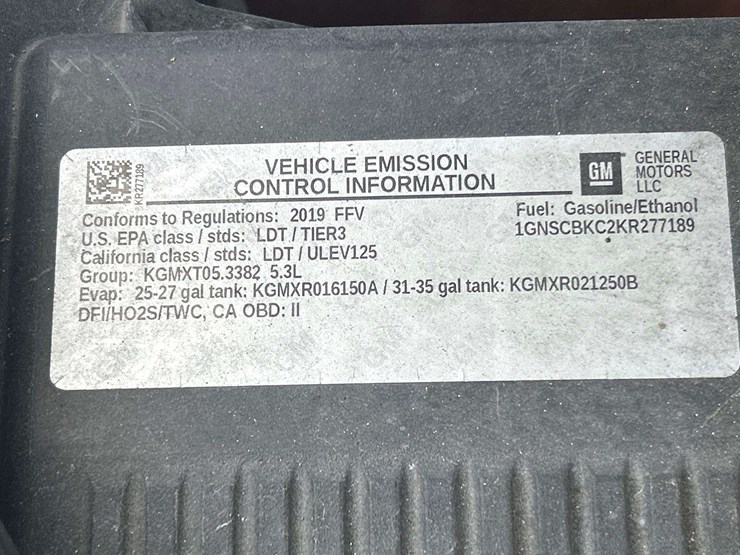 KR277189
VEHICLE EMISSION
CONTROL INFORMATION
GM
GENERAL
MOTORS
LLC
Conforms to Regulations: 2019 FFV
Fuel: Gasoline/Ethanol
U.S. EPA class / stds: LDT / TIER3
1GNSCBKC2KR277189
California class / stds: LDT / ULEV125
Group: KGMXT05.3382 5.3L
Evap: 25-27 gal tank: KGMXR016150A / 31-35 gal tank: KGMXR021250B
DFI/HO2S/TWC, CA OBD: II